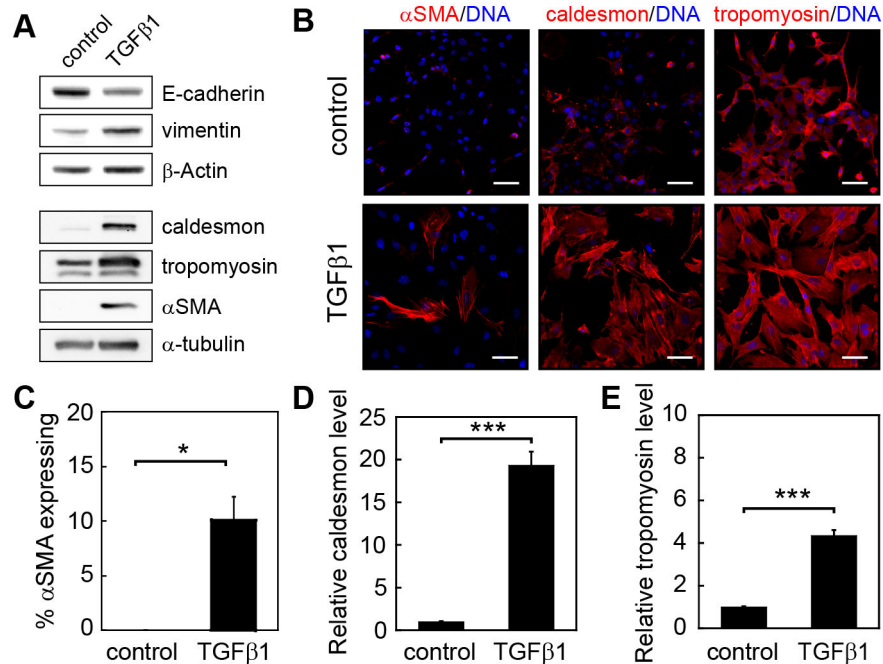 A
control
TGFβ1
E-cadherin
vimentin
β-Actin
caldesmon
tropomyosin
αSMA
α-tubulin
B
αSMA/DNA
caldesmon/DNA
tropomyosin/DNA
control
TGFβ1
C
% αSMA expressing
20
15
10
5
0
*
control
TGFβ1
D
Relative caldesmon level
25
20
15
10
5
0
***
control
TGFβ1
E
Relative tropomyosin level
10
8
6
4
2
0
***
control
TGFβ1